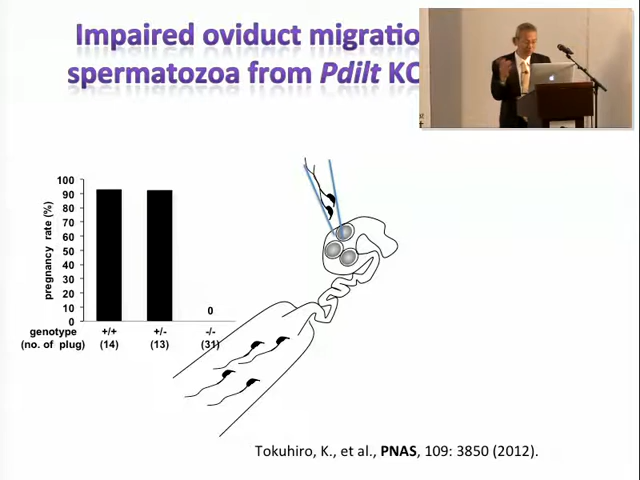 Impaired oviduct migratio
spermatozoa from Pdilt KO
100
90
80
70
60
50
40
30
20
10
0
pregnancy rate (%)
0
genotype +/+ +/- -/-
(no. of plug) (14) (13) (31)
Tokuhiro, K., et al., PNAS, 109: 3850 (2012).